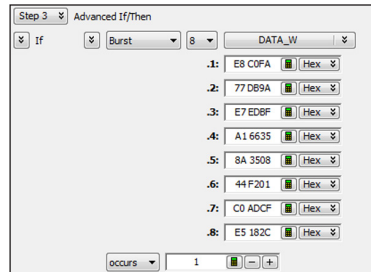 Step 3 Advanced If/Then
If Burst 8 DATA_W
.1: E8 C0FA Hex
.2: 77 DB9A Hex
.3: E7 EDBF Hex
.4: A1 6635 Hex
.5: 8A 3508 Hex
.6: 44 F201 Hex
.7: C0 ADCF Hex
.8: E5 182C Hex
occurs 1 - +